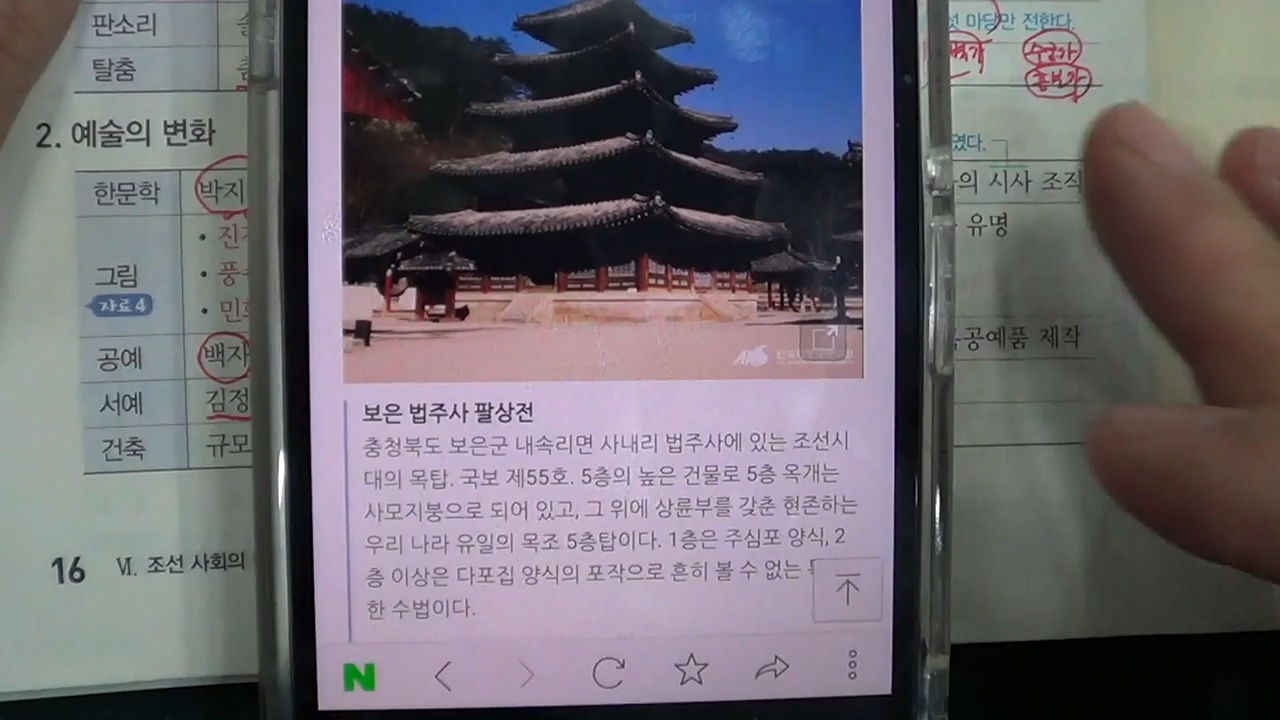 판소리
탈춤
선 마당만 전한다.
수궁가
흥보가
2. 예술의 변화
였다.
한문학 박지
의 시사 조직
유명
그림
자료4
• 풍
• 민
공예 백자
공예품 제작
서예 김정
건축 규모
16 Ⅵ. 조선 사회의
보은 법주사 팔상전
충청북도 보은군 내속리면 사내리 법주사에 있는 조선시
대의 목탑. 국보 제55호. 5층의 높은 건물로 5층 옥개는
사모지붕으로 되어 있고, 그 위에 상륜부를 갖춘 현존하는
우리 나라 유일의 목조 5층탑이다. 1층은 주심포 양식, 2
층 이상은 다포집 양식의 포작으로 흔히 볼 수 없는
한 수법이다.
N